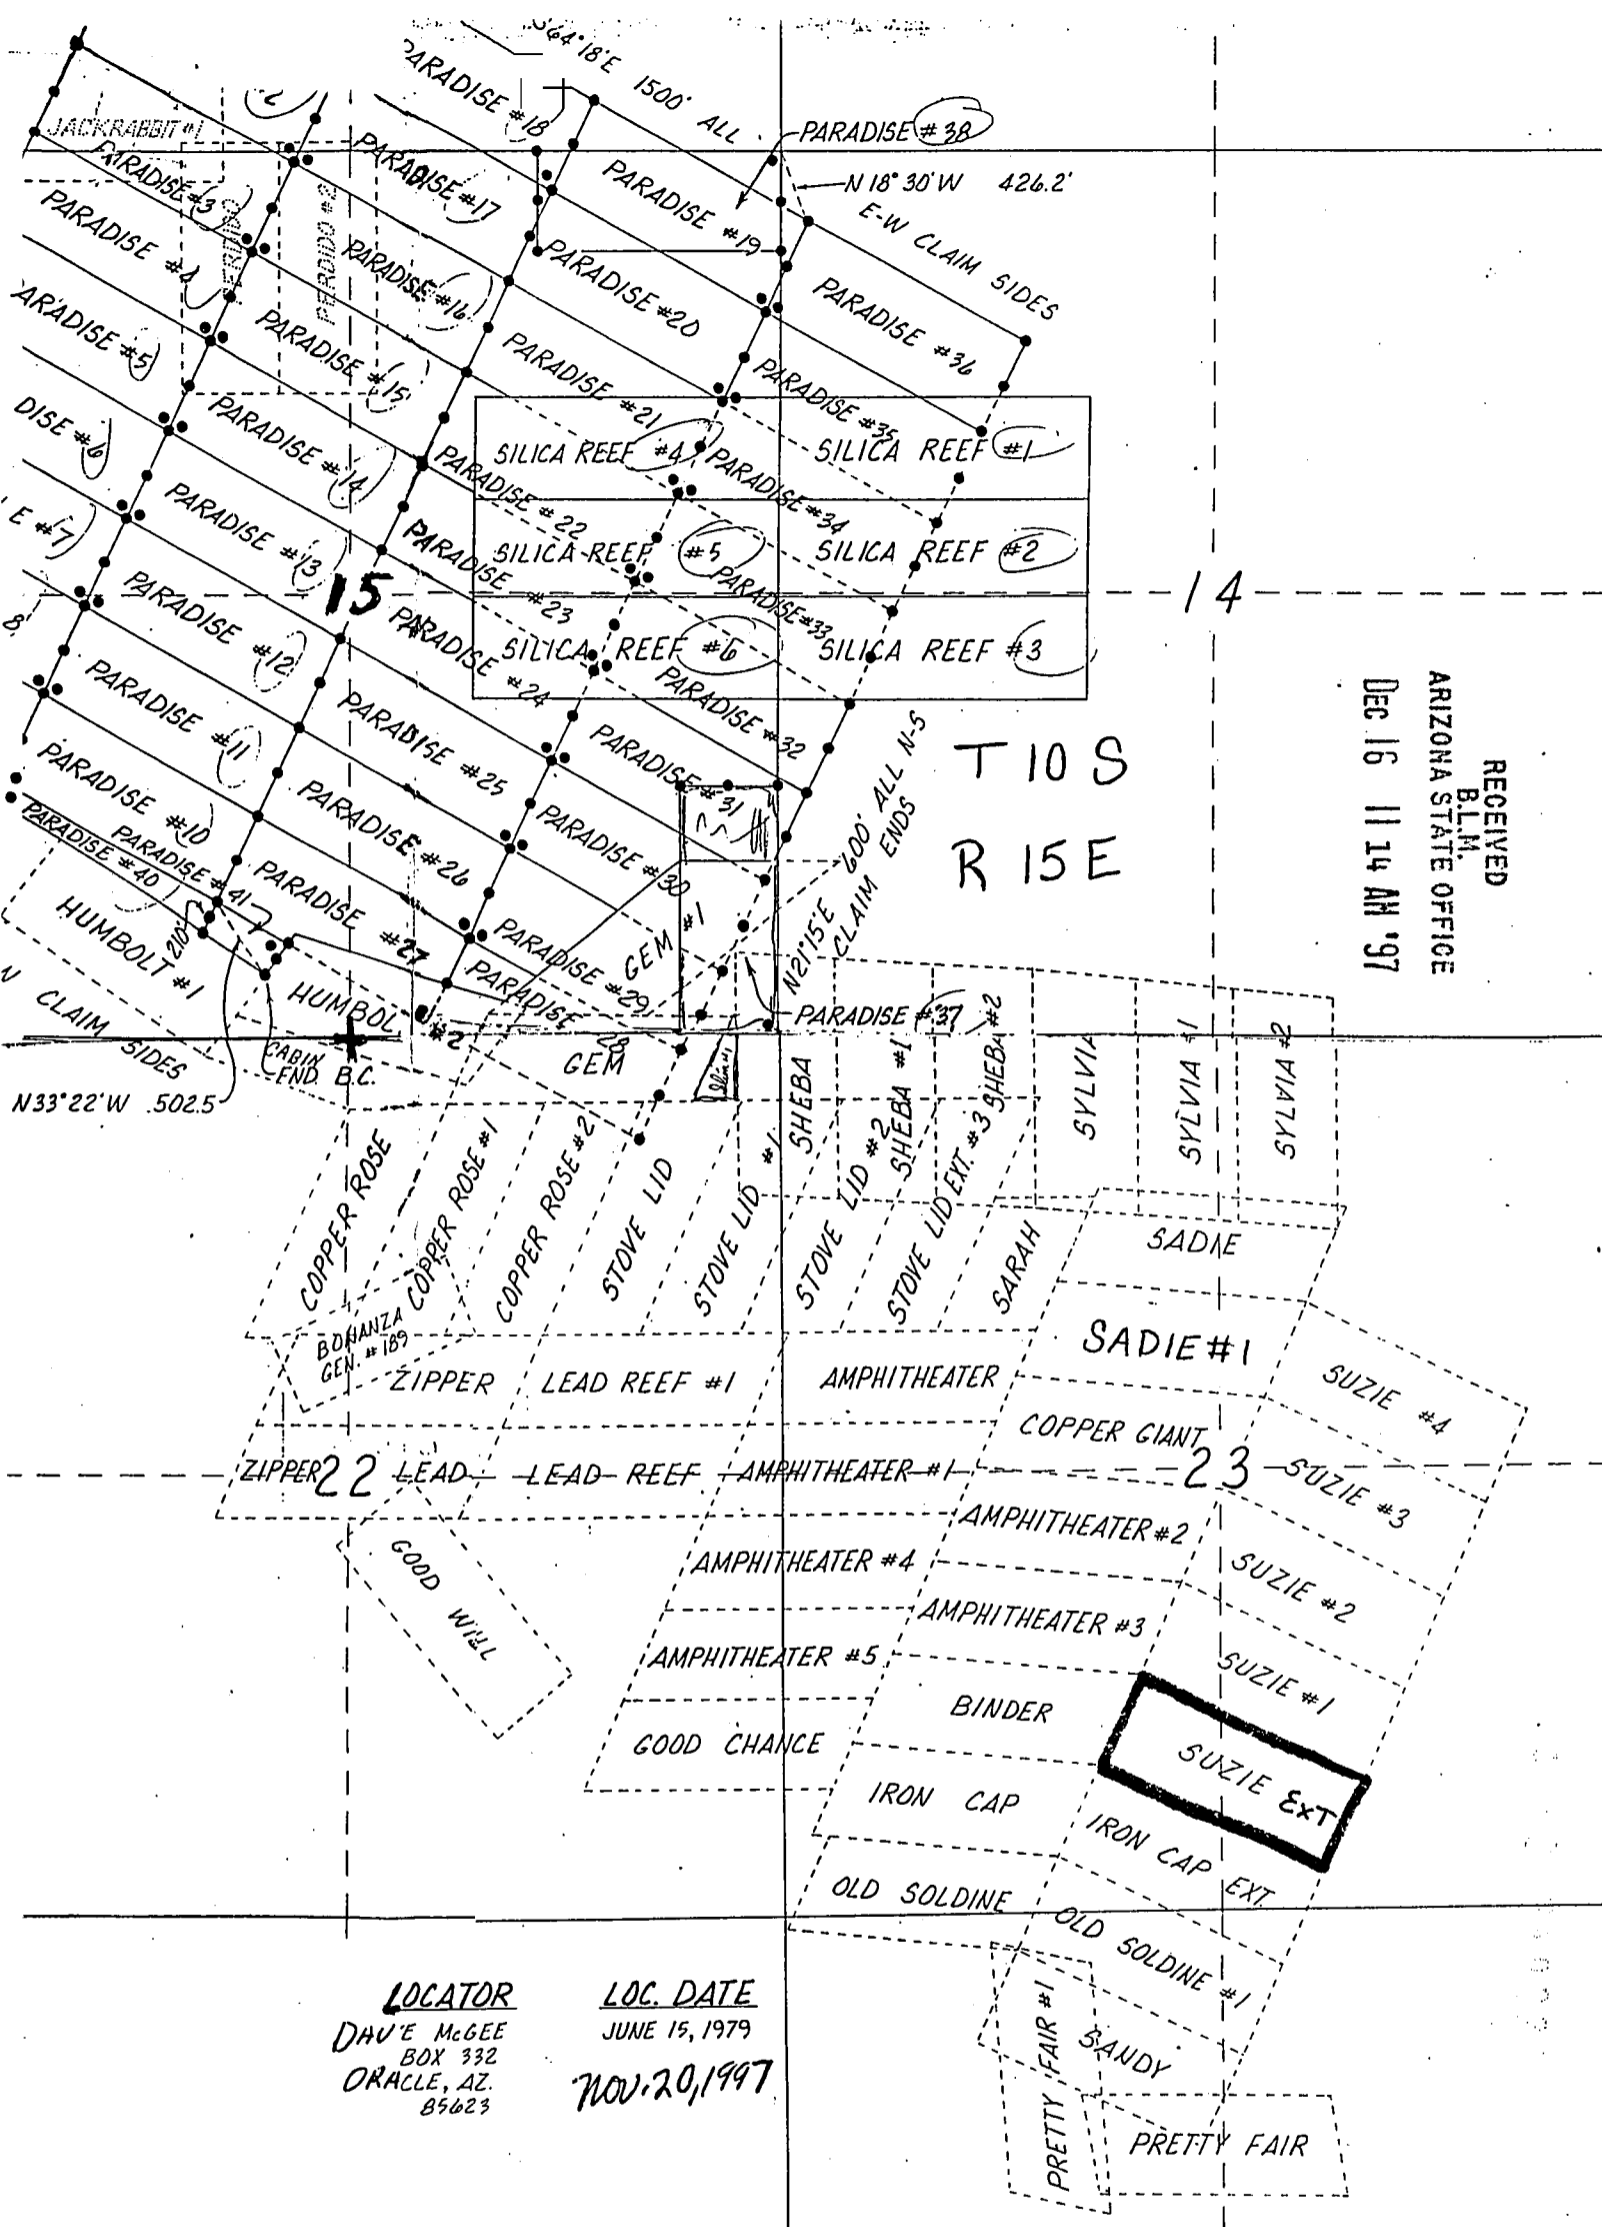 S64°18'E 1500' ALL
PARADISE #18
PARADISE #38
N 18° 30' W 426.2'
E-W CLAIM SIDES
JACKRABBIT #1
PARADISE #3
PARADISE #17
PARADISE #19
PARADISE #4
PERDIDO #2
PARADISE #16
PARADISE #20
PARADISE #36
ARADISE #5
PARADISE #15
PARADISE #21
PARADISE #35
DISE #6
PARADISE #14
SILICA REEF #4
SILICA REEF #1
PARADISE #22
PARADISE #34
E #7
PARADISE #13
PARADISE #23
SILICA REEF #5
SILICA REEF #2
PARADISE #33
15
14
8
PARADISE #12
PARADISE #24
SILICA REEF #6
SILICA REEF #3
PARADISE #11
PARADISE #25
PARADISE #32
T 10 S
R 15 E
RECEIVED
B.L.M.
ARIZONA STATE OFFICE
DEC 16 11 14 AM '97
PARADISE #10
PARADISE #26
PARADISE #31
PARADISE #40
PARADISE #41
PARADISE #27
PARADISE #30
GEM #1
N21°15'E 600' ALL N-S
CLAIM ENDS
HUMBOLT #1
210'
PARADISE #29
PARADISE #37
N CLAIM SIDES
HUMBOL #2
PARADISE 28
CABIN
END. B.C.
GEM
N33°22'W 502.5
SHEBA
SHEBA #1
SHEBA #2
SYLVIA
SYLVIA #1
SYLVIA #2
COPPER ROSE
COPPER ROSE #1
COPPER ROSE #2
STOVE LID
STOVE LID #1
STOVE LID #2
STOVE LID EXT. #3
SARAH
SADIE
BONANZA
GEN. #189
ZIPPER
LEAD REEF #1
AMPHITHEATER
SADIE #1
SUZIE #4
COPPER GIANT
ZIPPER
22
LEAD
LEAD REEF
AMPHITHEATER #1
23
SUZIE #3
GOOD WILL
AMPHITHEATER #4
AMPHITHEATER #2
SUZIE #2
AMPHITHEATER #5
AMPHITHEATER #3
SUZIE #1
GOOD CHANCE
BINDER
SUZIE EXT
IRON CAP
IRON CAP EXT.
OLD SOLDINE
OLD SOLDINE #1
PRETTY FAIR #1
SANDY
PRETTY FAIR
LOCATOR
DAVE McGEE
BOX 332
ORACLE, AZ.
85623
LOC. DATE
JUNE 15, 1979
NOV. 20, 1997